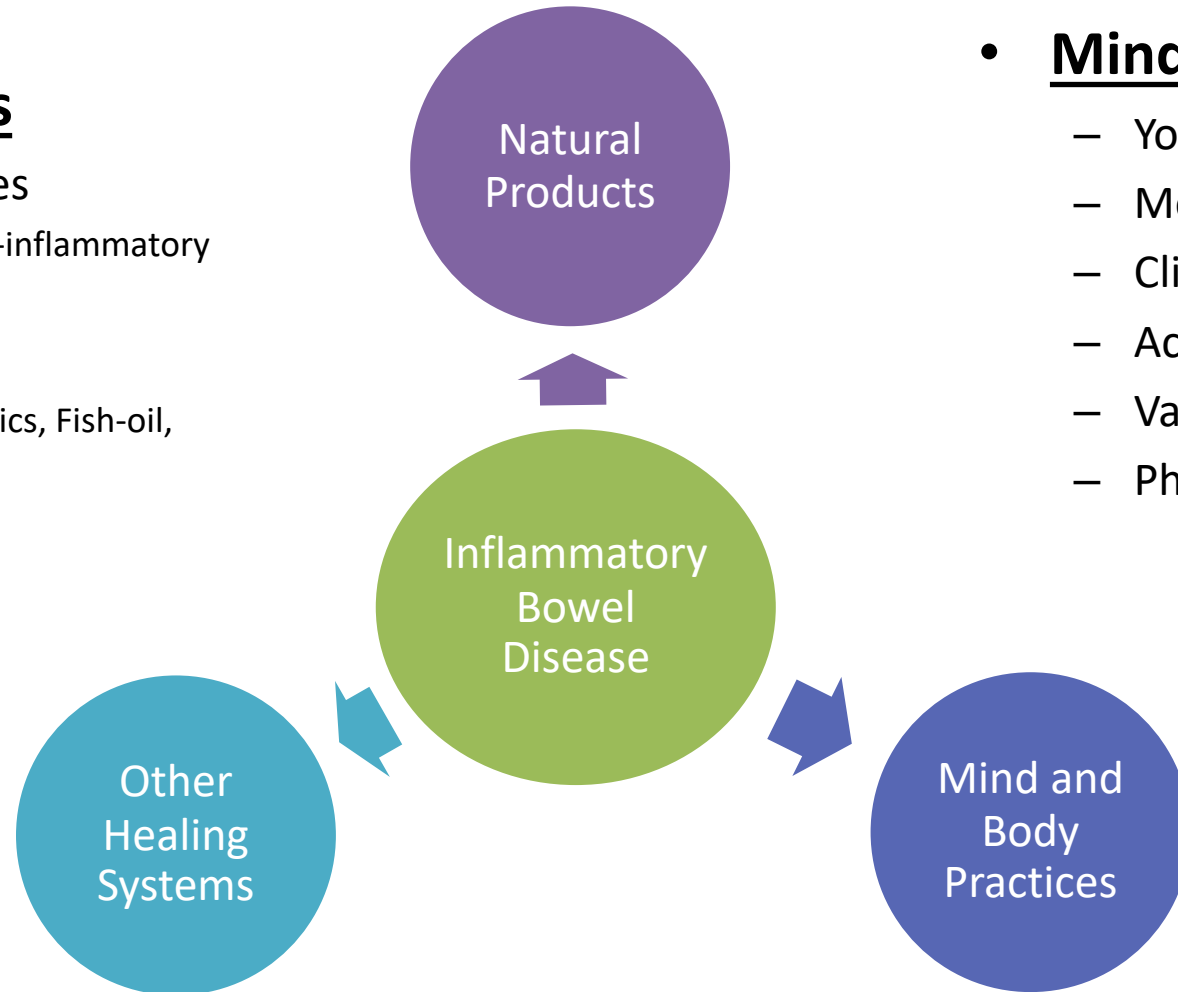 s
es
-inflammatory
ics, Fish-oil,
Natural
Products
Inflammatory
Bowel
Disease
Other
Healing
Systems
Mind and
Body
Practices
• Mind
– Yo
– Me
– Cli
– Ac
– Va
– Ph